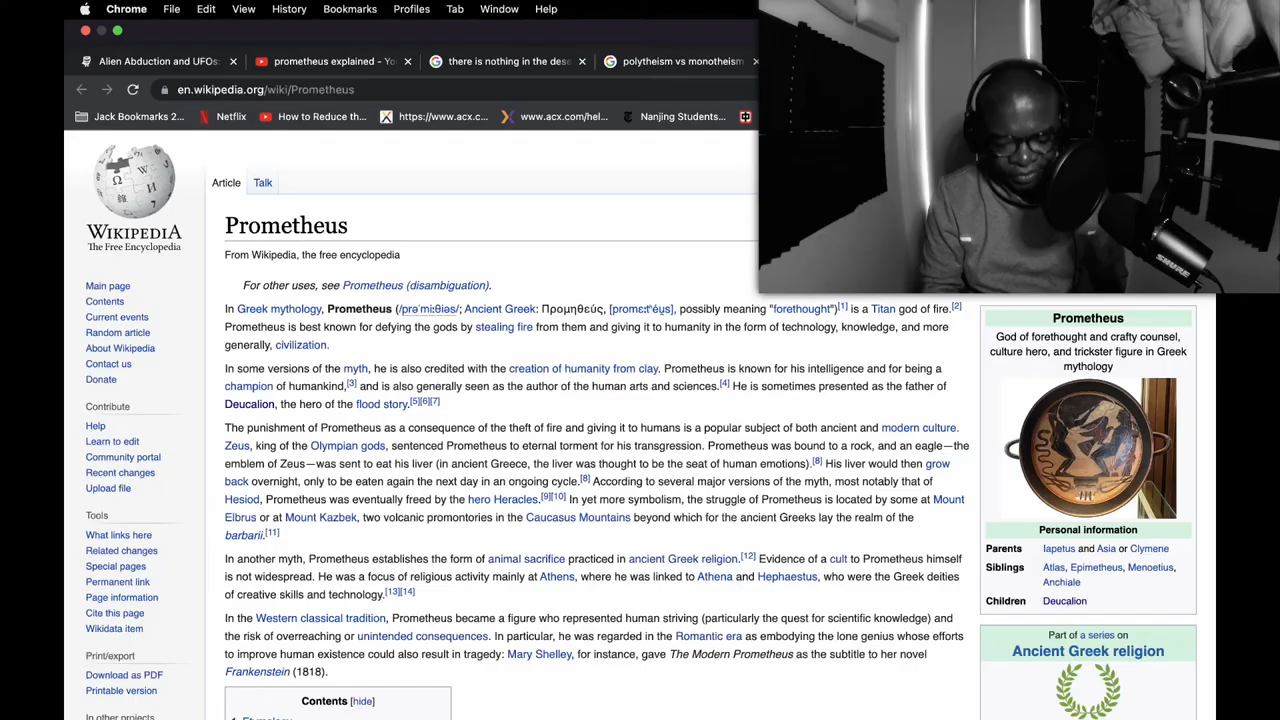 Chrome File Edit View History Bookmarks Profiles Tab Window Help
Alien Abduction and UFOs: prometheus explained - Yo there is nothing in the dese polytheism vs monotheism
en.wikipedia.org/wiki/Prometheus
Jack Bookmarks 2... Netflix How to Reduce th... https://www.acx.c... www.acx.com/hel... Nanjing Students...
WIKIPEDIA
The Free Encyclopedia
Main page
Contents
Current events
Random article
About Wikipedia
Contact us
Donate
Contribute
Help
Learn to edit
Community portal
Recent changes
Upload file
Tools
What links here
Related changes
Special pages
Permanent link
Page information
Cite this page
Wikidata item
Print/export
Download as PDF
Printable version
In other projects
Article Talk
Prometheus
From Wikipedia, the free encyclopedia
For other uses, see Prometheus (disambiguation).
In Greek mythology, Prometheus (/prəˈmiːθiəs/; Ancient Greek: Προμηθεύς, [promɛːtʰéu̯s], possibly meaning "forethought")[1] is a Titan god of fire.[2]
Prometheus is best known for defying the gods by stealing fire from them and giving it to humanity in the form of technology, knowledge, and more
generally, civilization.
In some versions of the myth, he is also credited with the creation of humanity from clay. Prometheus is known for his intelligence and for being a
champion of humankind,[3] and is also generally seen as the author of the human arts and sciences.[4] He is sometimes presented as the father of
Deucalion, the hero of the flood story.[5][6][7]
The punishment of Prometheus as a consequence of the theft of fire and giving it to humans is a popular subject of both ancient and modern culture.
Zeus, king of the Olympian gods, sentenced Prometheus to eternal torment for his transgression. Prometheus was bound to a rock, and an eagle—the
emblem of Zeus—was sent to eat his liver (in ancient Greece, the liver was thought to be the seat of human emotions).[8] His liver would then grow
back overnight, only to be eaten again the next day in an ongoing cycle.[8] According to several major versions of the myth, most notably that of
Hesiod, Prometheus was eventually freed by the hero Heracles.[9][10] In yet more symbolism, the struggle of Prometheus is located by some at Mount
Elbrus or at Mount Kazbek, two volcanic promontories in the Caucasus Mountains beyond which for the ancient Greeks lay the realm of the
barbarii.[11]
In another myth, Prometheus establishes the form of animal sacrifice practiced in ancient Greek religion.[12] Evidence of a cult to Prometheus himself
is not widespread. He was a focus of religious activity mainly at Athens, where he was linked to Athena and Hephaestus, who were the Greek deities
of creative skills and technology.[13][14]
In the Western classical tradition, Prometheus became a figure who represented human striving (particularly the quest for scientific knowledge) and
the risk of overreaching or unintended consequences. In particular, he was regarded in the Romantic era as embodying the lone genius whose efforts
to improve human existence could also result in tragedy: Mary Shelley, for instance, gave The Modern Prometheus as the subtitle to her novel
Frankenstein (1818).
Contents [hide]
Prometheus
God of forethought and crafty counsel,
culture hero, and trickster figure in Greek
mythology
Personal information
Parents Iapetus and Asia or Clymene
Siblings Atlas, Epimetheus, Menoetius,
Anchiale
Children Deucalion
Part of a series on
Ancient Greek religion
SHURE